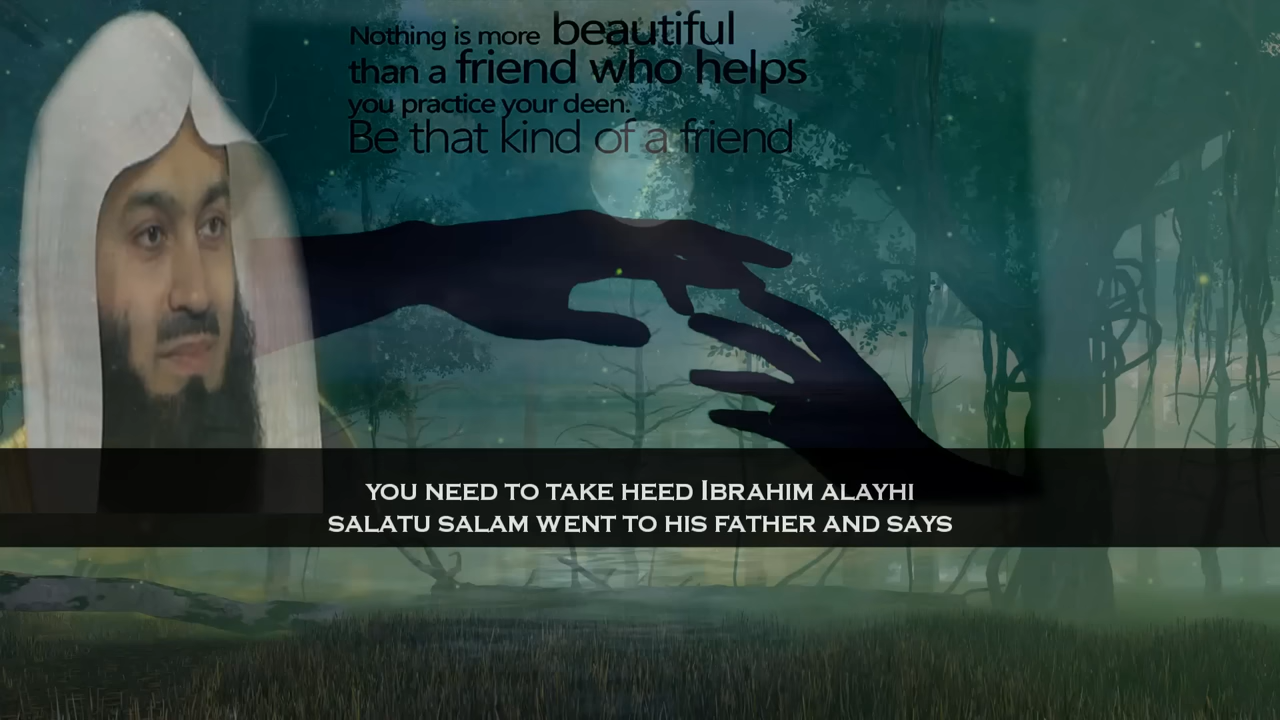 Nothing is more beautiful
than a friend who helps
you practice your deen.
Be that kind of a friend
YOU NEED TO TAKE HEED IBRAHIM ALAYHI
SALATU SALAM WENT TO HIS FATHER AND SAYS